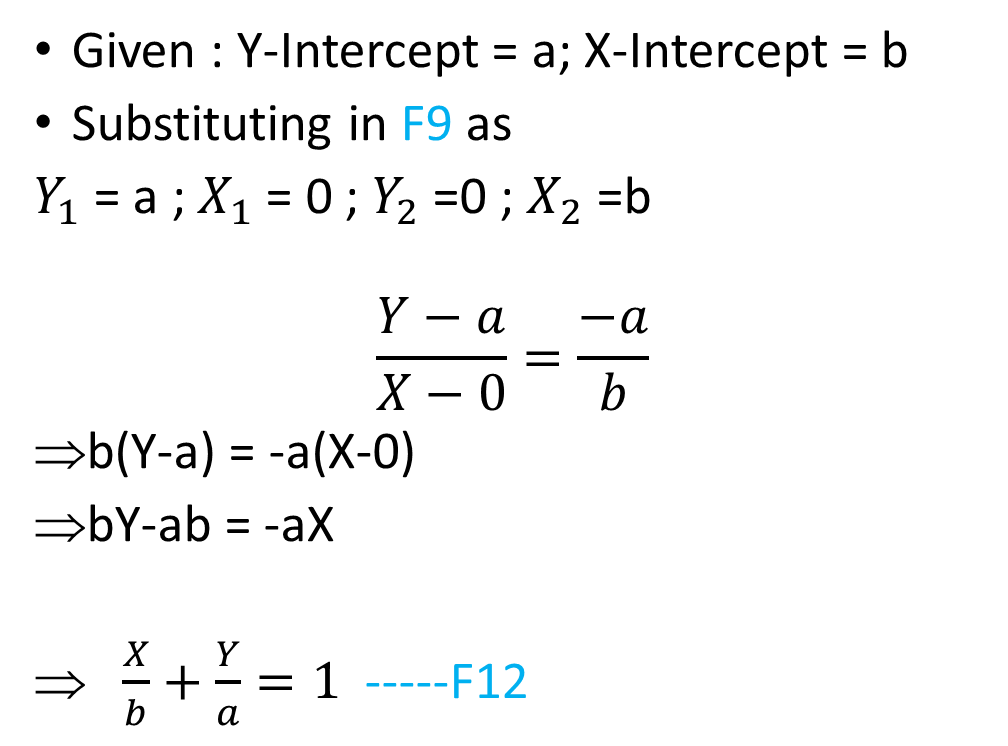 • Given : Y-Intercept = a; X-Intercept = b
• Substituting in F9 as
Y₁ = a ; X₁ = 0 ; Y₂ =0 ; X₂ =b
Y − a / X − 0 = −a / b
⇒b(Y-a) = -a(X-0)
⇒bY-ab = -aX
⇒ X/b + Y/a = 1 -----F12